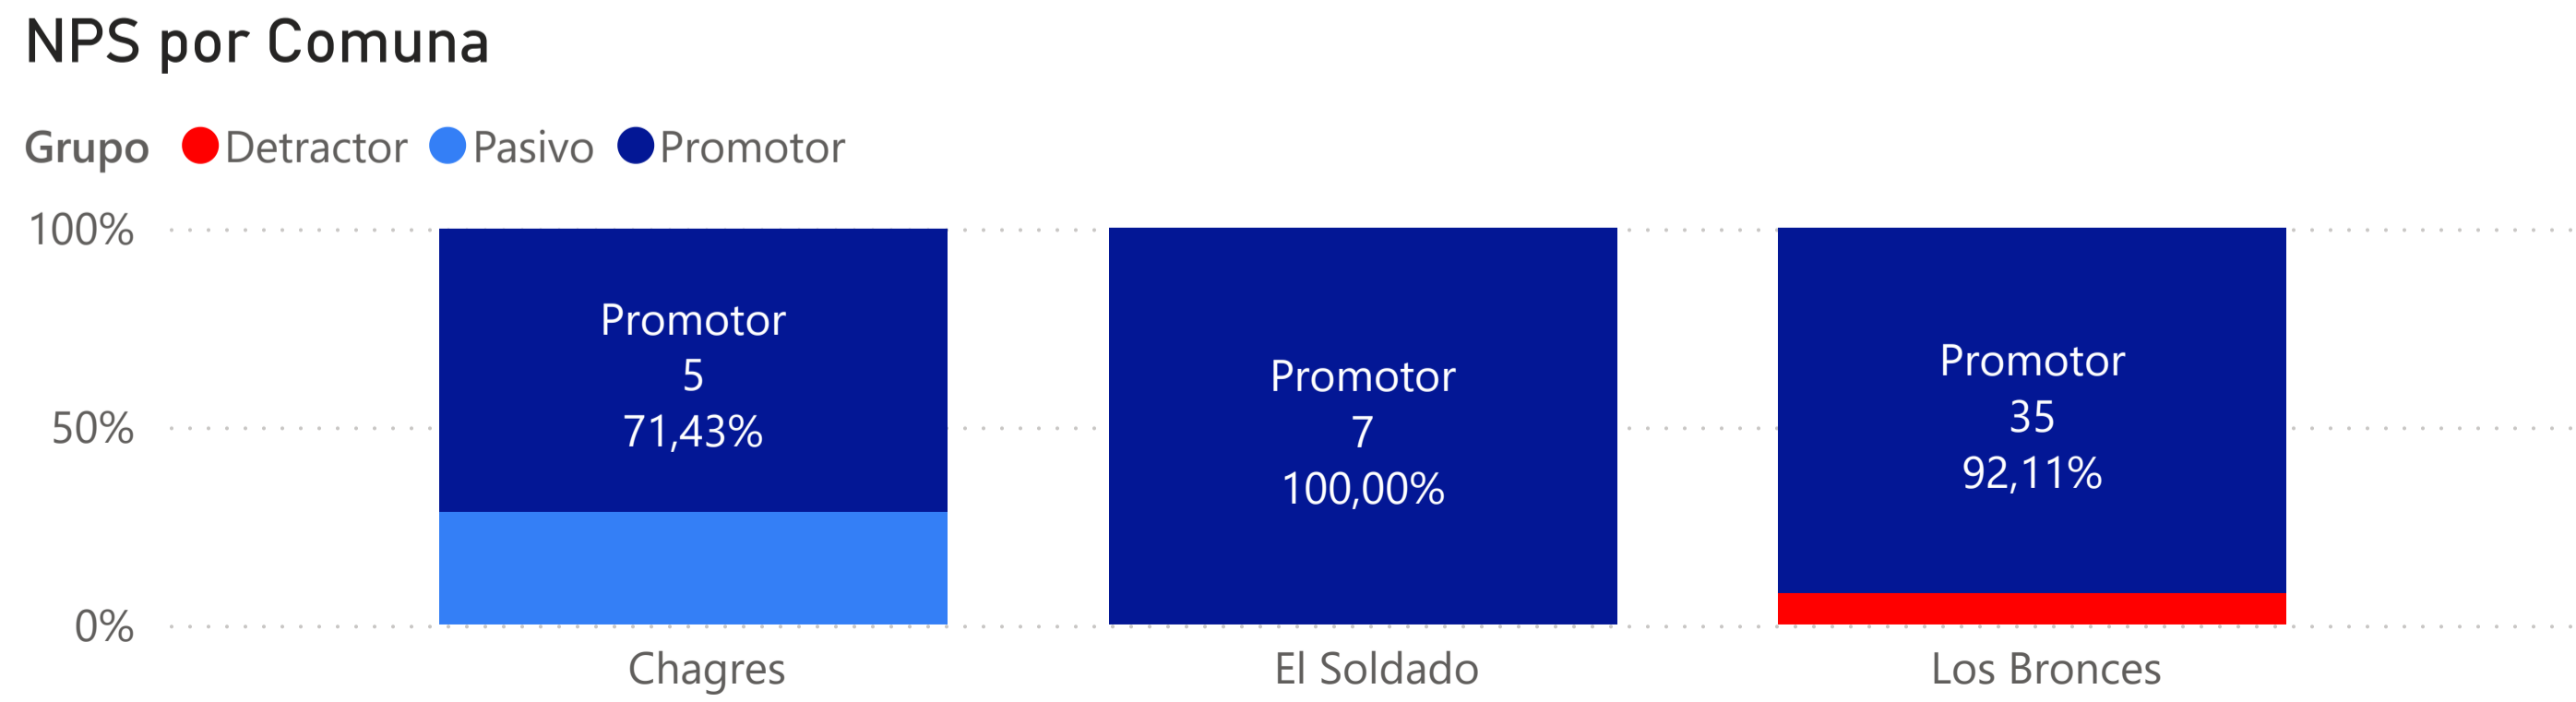 NPS por Comuna
Grupo Detractor Pasivo Promotor
100%
50%
0%
Promotor
5
71,43%
Promotor
7
100,00%
Promotor
35
92,11%
Chagres El Soldado Los Bronces